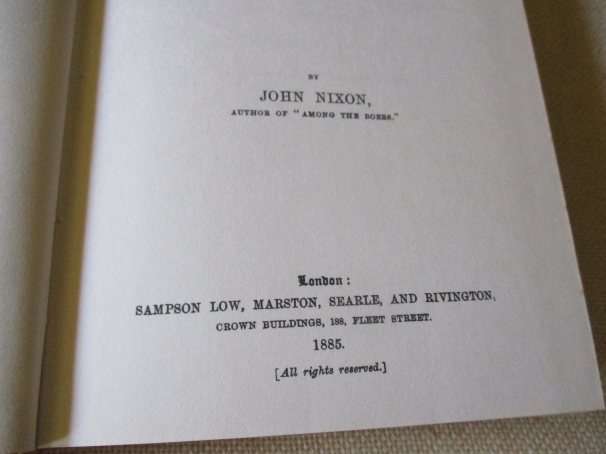 BY
JOHN NIXON,
AUTHOR OF "AMONG THE BOERS."
London:
SAMPSON LOW, MARSTON, SEARLE, AND RIVINGTON,
CROWN BUILDINGS, 188, FLEET STREET.
1885.
[All rights reserved.]